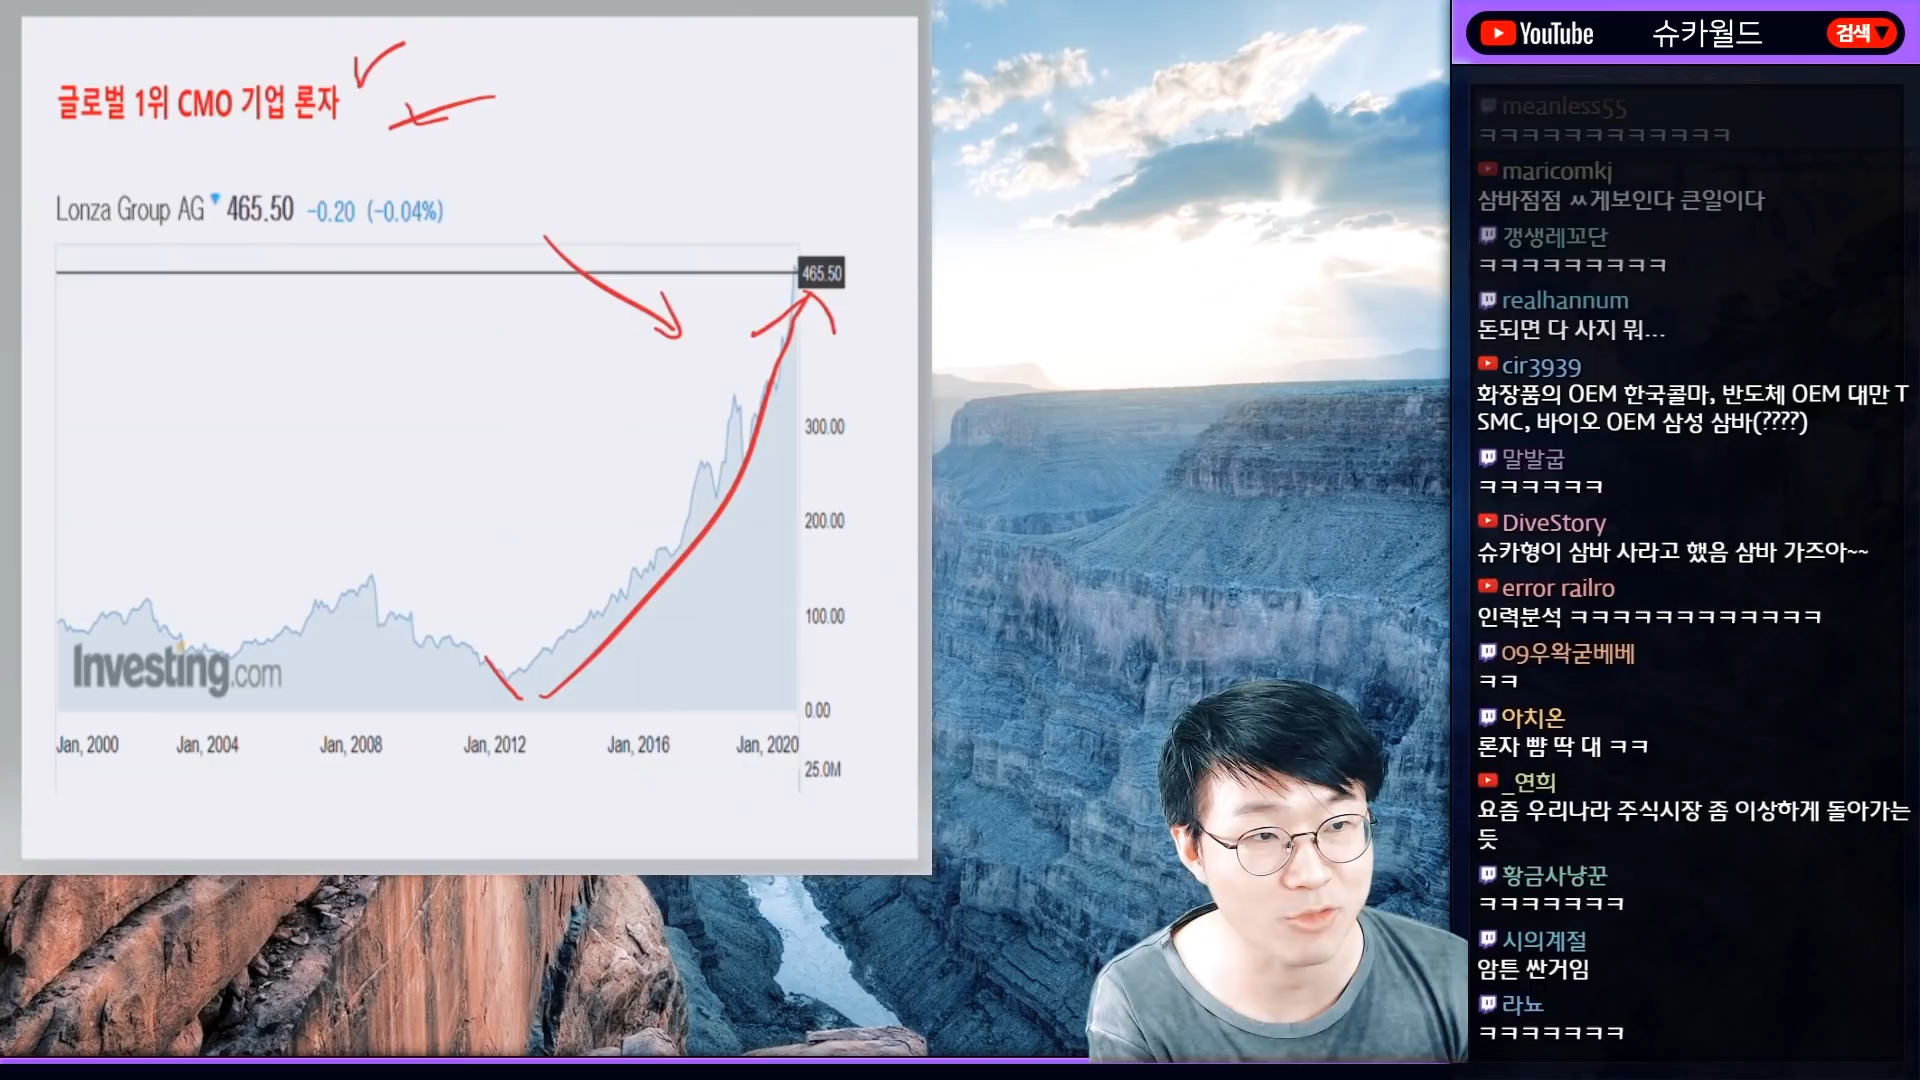 글로벌 1위 CMO 기업 론자
Lonza Group AG 465.50 -0.20 (-0.04%)
465.50
300.00
200.00
100.00
0.00
25.0M
Jan, 2000 Jan, 2004 Jan, 2008 Jan, 2012 Jan, 2016 Jan, 2020
Investing.com
YouTube 슈카월드 검색▼
meanless55
ㅋㅋㅋㅋㅋㅋㅋㅋㅋㅋㅋㅋ
maricomkj
삼바점점 ㅆ게보인다 큰일이다
갱생레꼬단
ㅋㅋㅋㅋㅋㅋㅋㅋㅋ
realhannum
돈되면 다 사지 뭐...
cir3939
화장품의 OEM 한국콜마, 반도체 OEM 대만 T
SMC, 바이오 OEM 삼성 삼바(????)
말발굽
ㅋㅋㅋㅋㅋㅋ
DiveStory
슈카형이 삼바 사라고 했음 삼바 가즈아~~
error railro
인력분석 ㅋㅋㅋㅋㅋㅋㅋㅋㅋㅋㅋㅋ
09우왁굳베베
ㅋㅋ
아치온
론자 뺨 딱 대 ㅋㅋ
_연희
요즘 우리나라 주식시장 좀 이상하게 돌아가는
듯
황금사냥꾼
ㅋㅋㅋㅋㅋㅋㅋ
시의계절
암튼 싼거임
라뇨
ㅋㅋㅋㅋㅋㅋㅋ